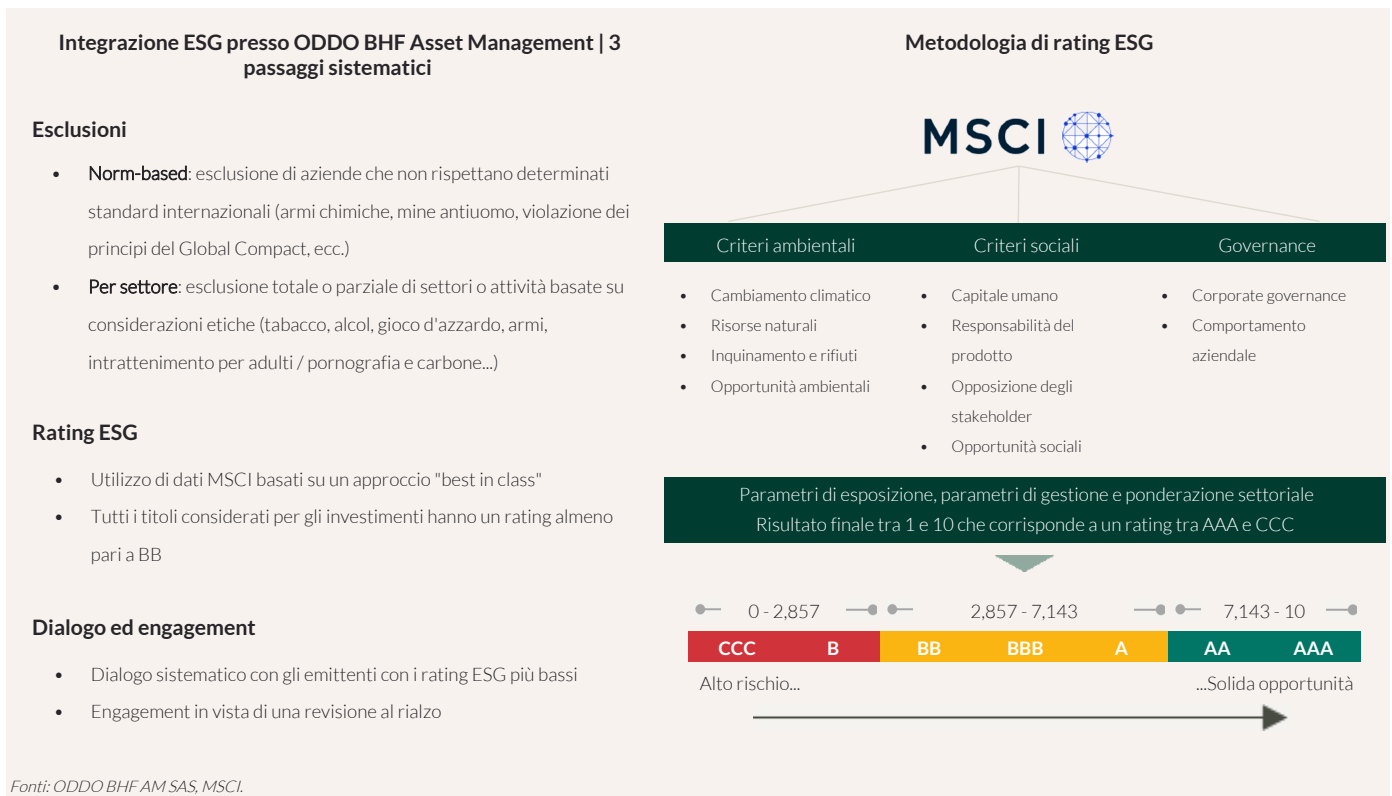 Integrazione ESG presso ODDO BHF Asset Management | 3
passaggi sistematici
Esclusioni
• Norm-based: esclusione di aziende che non rispettano determinati
standard internazionali (armi chimiche, mine antiuomo, violazione dei
principi del Global Compact, ecc.)
• Per settore: esclusione totale o parziale di settori o attività basate su
considerazioni etiche (tabacco, alcol, gioco d'azzardo, armi,
intrattenimento per adulti / pornografia e carbone...)
Rating ESG
• Utilizzo di dati MSCI basati su un approccio "best in class"
• Tutti i titoli considerati per gli investimenti hanno un rating almeno
pari a BB
Dialogo ed engagement
• Dialogo sistematico con gli emittenti con i rating ESG più bassi
• Engagement in vista di una revisione al rialzo
Metodologia di rating ESG
MSCI
Criteri ambientali
• Cambiamento climatico
• Risorse naturali
• Inquinamento e rifiuti
• Opportunità ambientali
Criteri sociali
• Capitale umano
• Responsabilità del
prodotto
• Opposizione degli
stakeholder
• Opportunità sociali
Governance
• Corporate governance
• Comportamento
aziendale
Parametri di esposizione, parametri di gestione e ponderazione settoriale
Risultato finale tra 1 e 10 che corrisponde a un rating tra AAA e CCC
0 - 2,857 2,857 - 7,143 7,143 - 10
CCC B BB BBB A AA AAA
Alto rischio... ...Solida opportunità
Fonti: ODDO BHF AM SAS, MSCI.